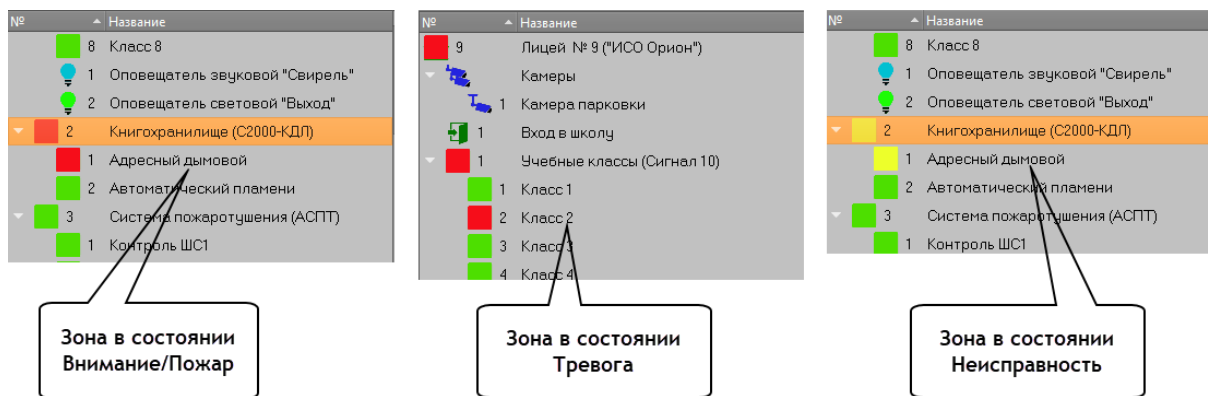 № Название
8 Класс 8
1 Оповещатель звуковой "Свирель"
2 Оповещатель световой "Выход"
2 Книгохранилище (С2000-КДЛ)
1 Адресный дымовой
2 Автоматический пламени
3 Система пожаротушения (АСПТ)
1 Контроль ШС1
Зона в состоянии
Внимание/Пожар
№ Название
9 Лицей № 9 ("ИСО Орион")
Камеры
1 Камера парковки
1 Вход в школу
1 Учебные классы (Сигнал 10)
1 Класс 1
2 Класс 2
3 Класс 3
4 Класс 4
Зона в состоянии
Тревога
№ Название
8 Класс 8
1 Оповещатель звуковой "Свирель"
2 Оповещатель световой "Выход"
2 Книгохранилище (С2000-КДЛ)
1 Адресный дымовой
2 Автоматический пламени
3 Система пожаротушения (АСПТ)
1 Контроль ШС1
Зона в состоянии
Неисправность